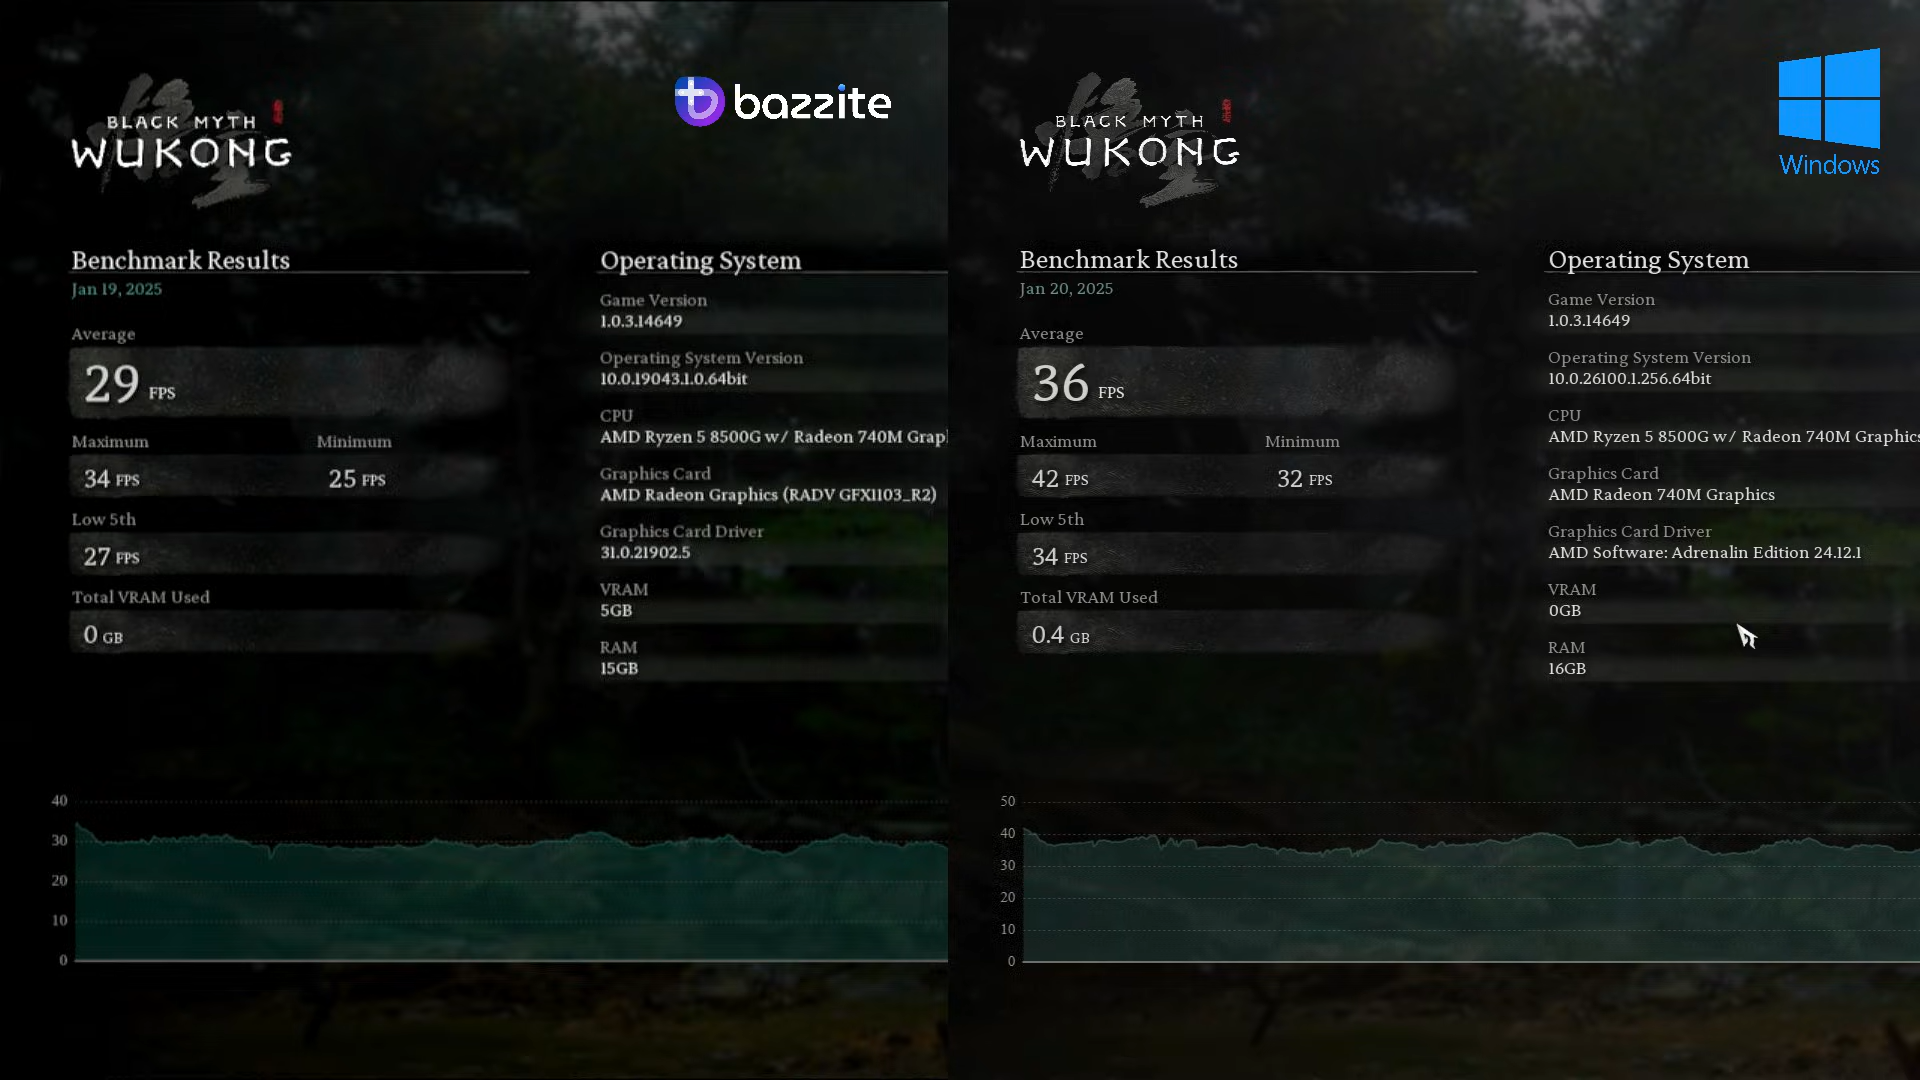 BLACK MYTH
WUKONG
bazzite
Benchmark Results
Jan 19, 2025
Average
29 FPS
Maximum
Minimum
34 FPS
25 FPS
Low 5th
27 FPS
Total VRAM Used
0 GB
Operating System
Game Version
1.0.3.14649
Operating System Version
10.0.19043.1.0.64bit
CPU
AMD Ryzen 5 8500G w/ Radeon 740M Grap
Graphics Card
AMD Radeon Graphics (RADV GFX1103_R2)
Graphics Card Driver
31.0.21902.5
VRAM
5GB
RAM
15GB
40
30
20
10
0
BLACK MYTH
WUKONG
Windows
Benchmark Results
Jan 20, 2025
Average
36 FPS
Maximum
Minimum
42 FPS
32 FPS
Low 5th
34 FPS
Total VRAM Used
0.4 GB
Operating System
Game Version
1.0.3.14649
Operating System Version
10.0.26100.1.256.64bit
CPU
AMD Ryzen 5 8500G w/ Radeon 740M Graphics
Graphics Card
AMD Radeon 740M Graphics
Graphics Card Driver
AMD Software: Adrenalin Edition 24.12.1
VRAM
0GB
RAM
16GB
50
40
30
20
10
0